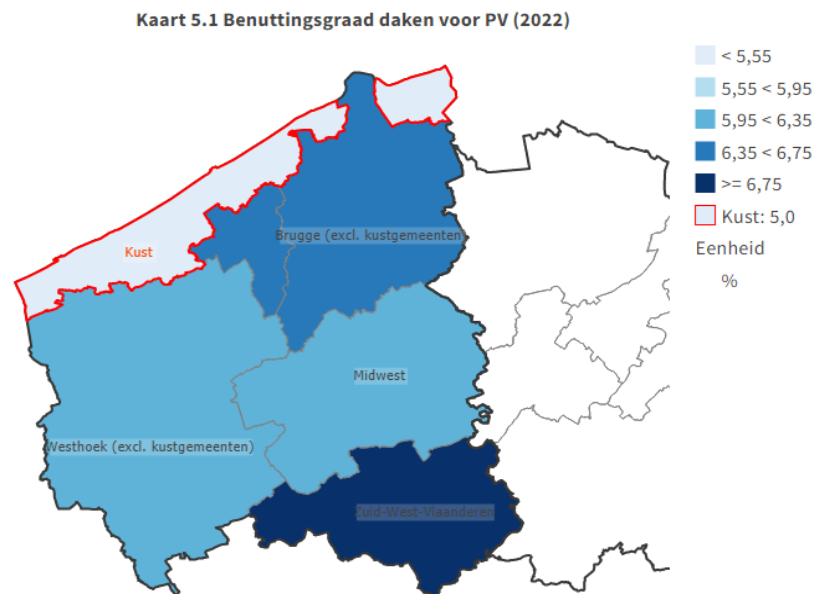 Kaart 5.1 Benuttingsgraad daken voor PV (2022)
< 5,55
5,55 < 5,95
5,95 < 6,35
6,35 < 6,75
>= 6,75
Kust: 5,0
Eenheid
%
Brugge (excl. kustgemeenten)
Kust
Midwest
Westhoek (excl. kustgemeenten)
Zuid-West-Vlaanderen